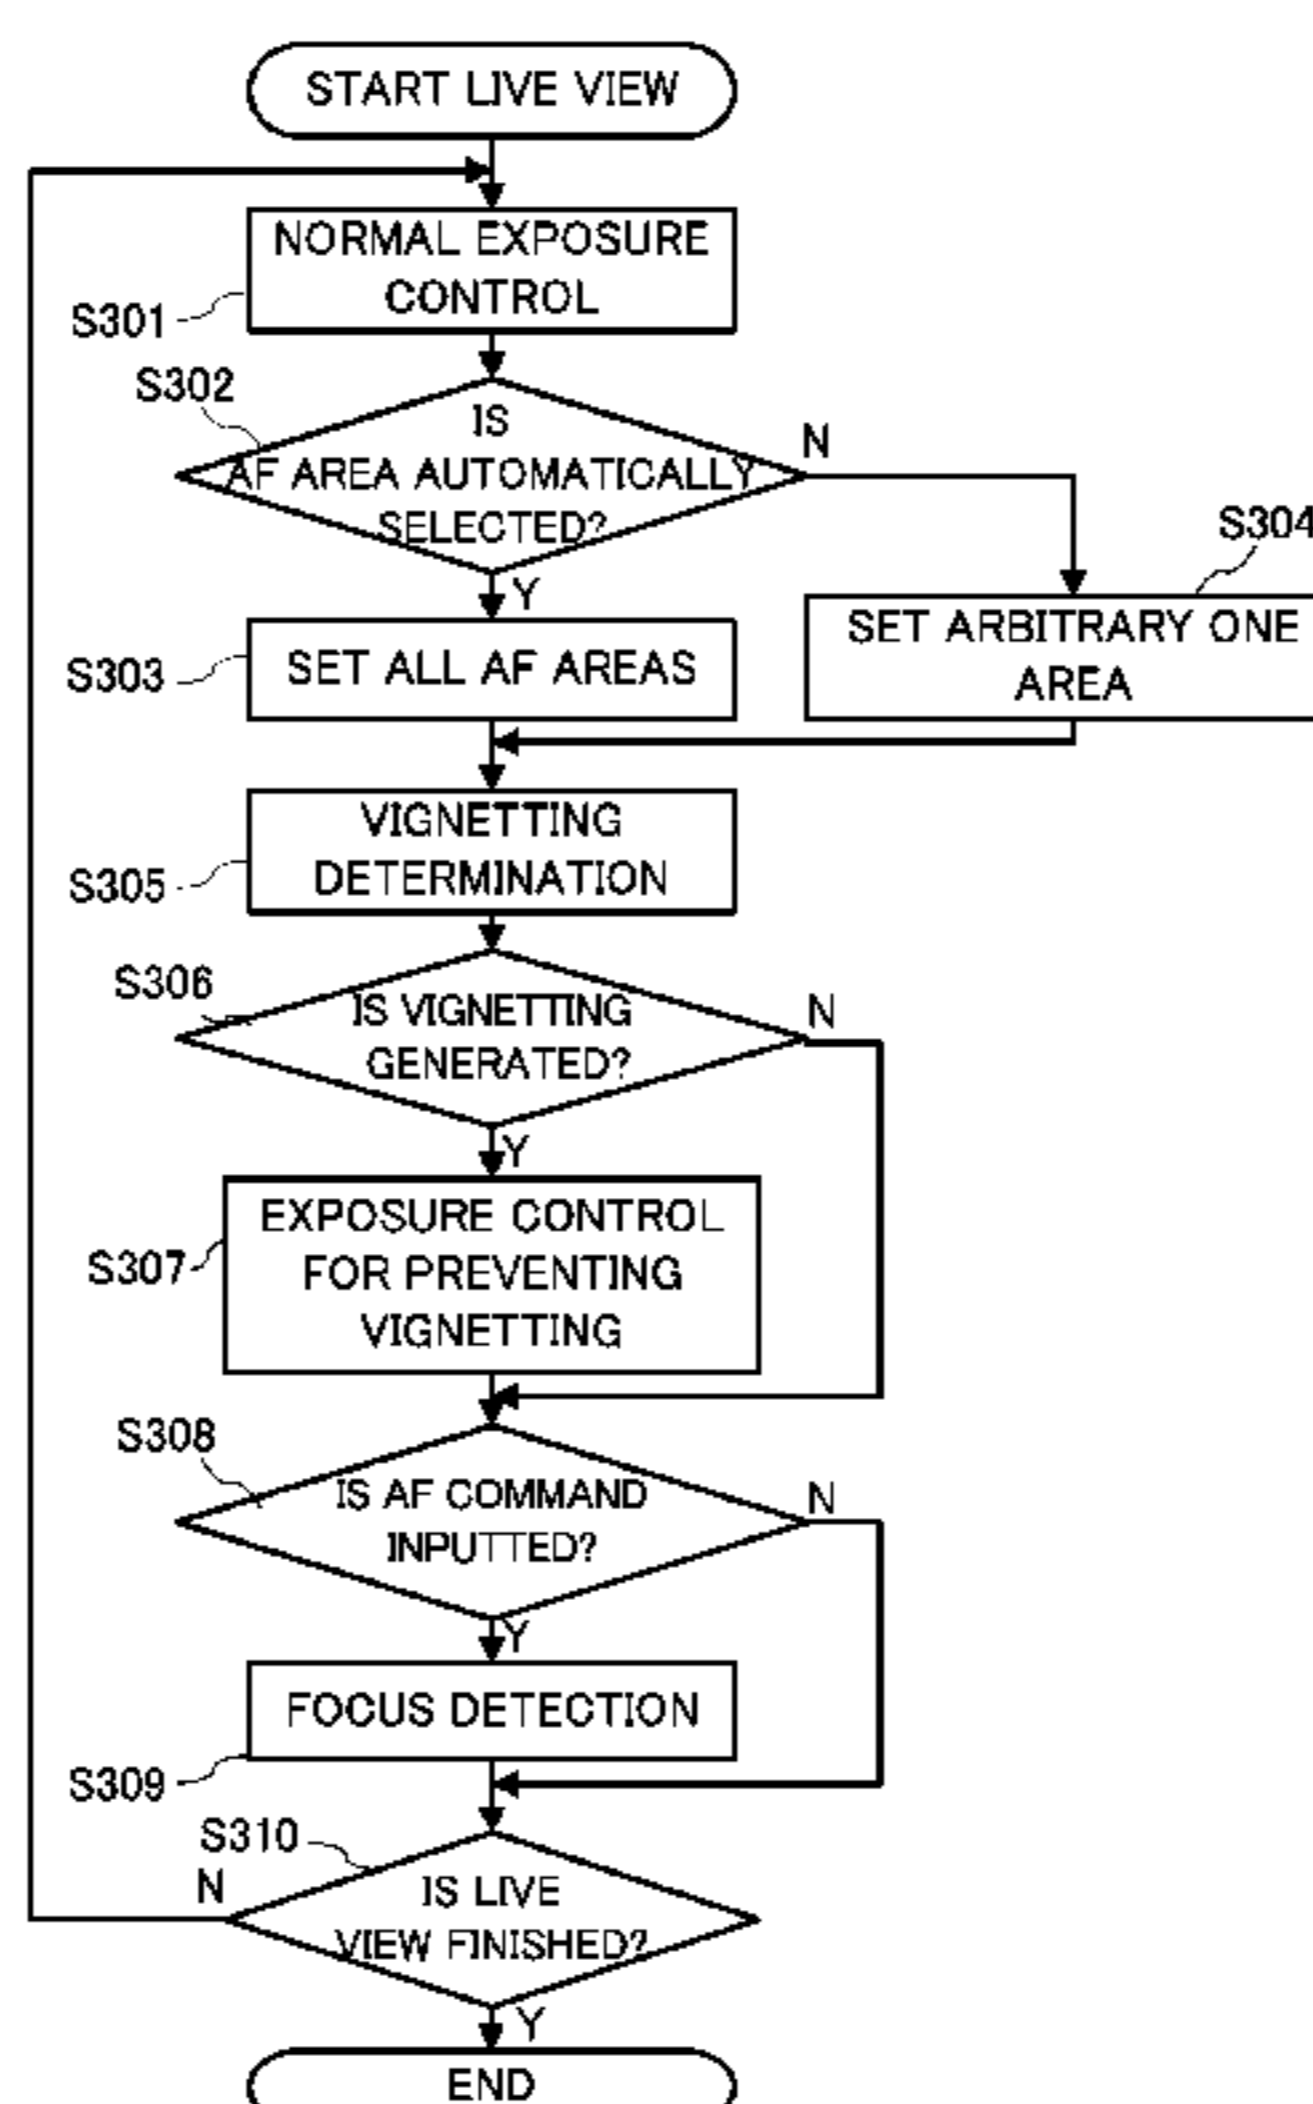 START LIVE VIEW
NORMAL EXPOSURE
CONTROL
S301
S302
IS
AF AREA AUTOMATICALLY
SELECTED?
N
Y
S304
SET ARBITRARY ONE
AREA
S303
SET ALL AF AREAS
VIGNETTING
DETERMINATION
S305
S306
IS VIGNETTING
GENERATED?
N
Y
EXPOSURE CONTROL
FOR PREVENTING
VIGNETTING
S307
S308
IS AF COMMAND
INPUTTED?
N
Y
FOCUS DETECTION
S309
S310
N
IS LIVE
VIEW FINISHED?
Y
END